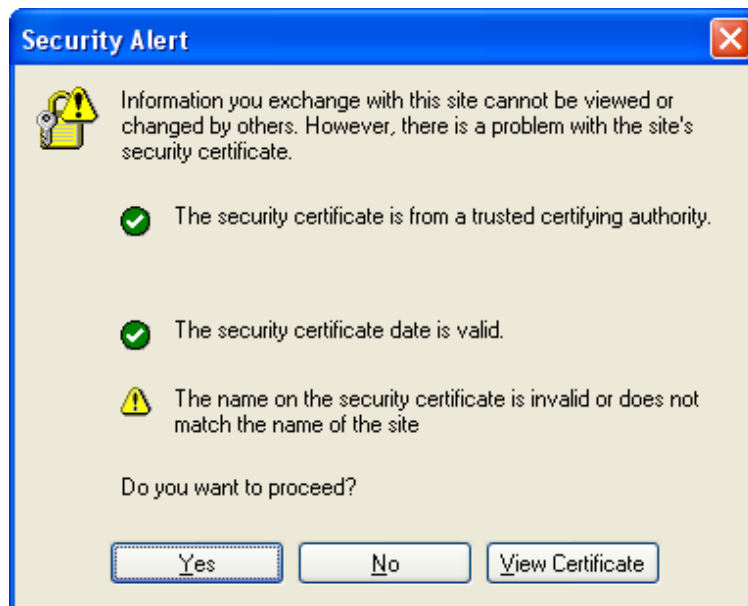 Security Alert
Information you exchange with this site cannot be viewed or
changed by others. However, there is a problem with the site's
security certificate.
The security certificate is from a trusted certifying authority.
The security certificate date is valid.
The name on the security certificate is invalid or does not
match the name of the site
Do you want to proceed?
Yes No View Certificate